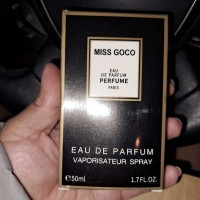 MISS GOCO
EAU
DE PARFUM
PERFUME
PARIS
EAU DE PARFUM
VAPORISATEUR SPRAY
℮50ml 1.7FL.OZ.